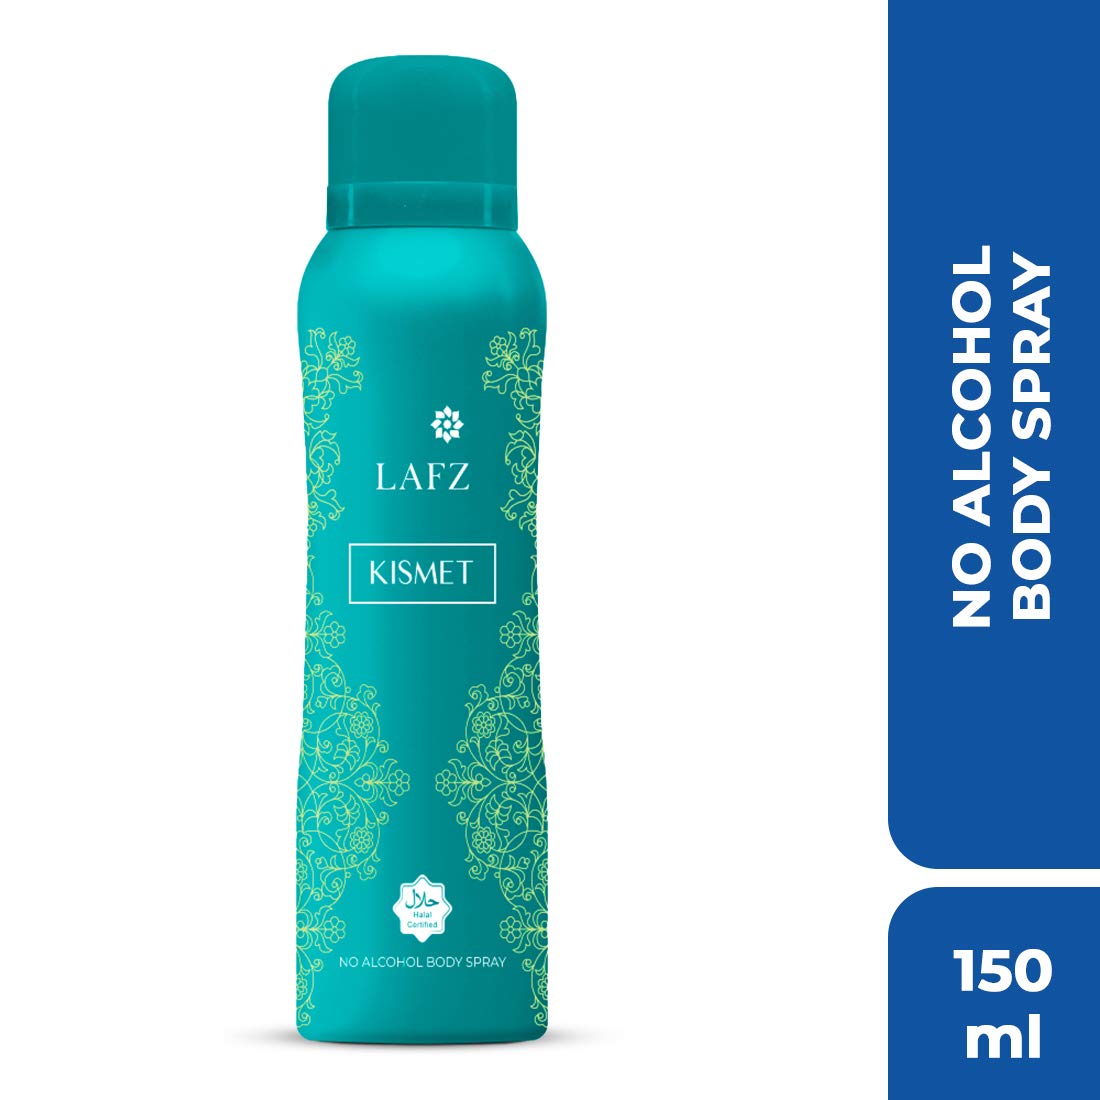 LAFZ
KISMET
حلال
Halal
Certified
NO ALCOHOL BODY SPRAY
NO ALCOHOL
BODY SPRAY
150
ml